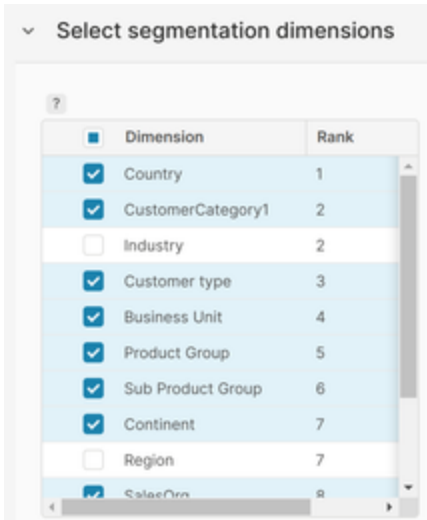 Select segmentation dimensions
?
Dimension Rank
Country 1
CustomerCategory1 2
Industry 2
Customer type 3
Business Unit 4
Product Group 5
Sub Product Group 6
Continent 7
Region 7
SalesOrg 8